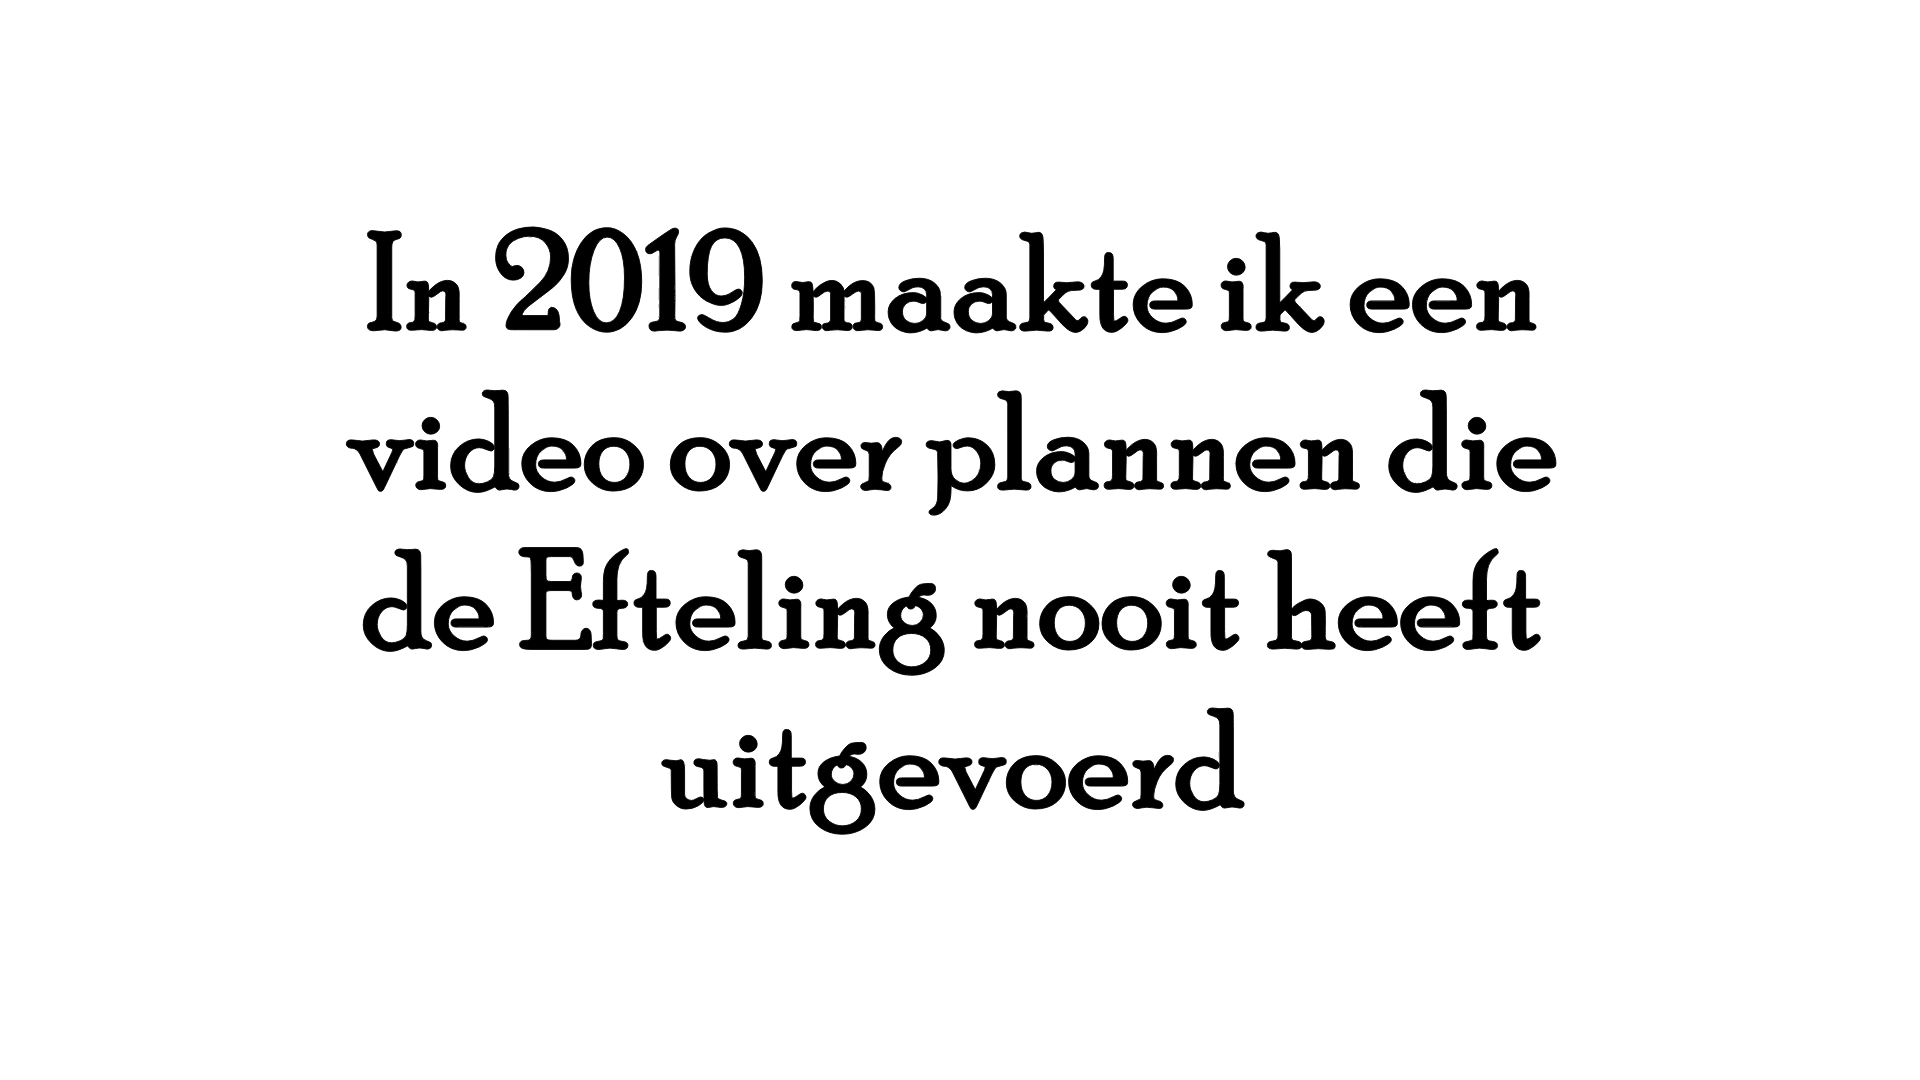 In 2019 maakte ik een
video over plannen die
de Efteling nooit heeft
uitgevoerd